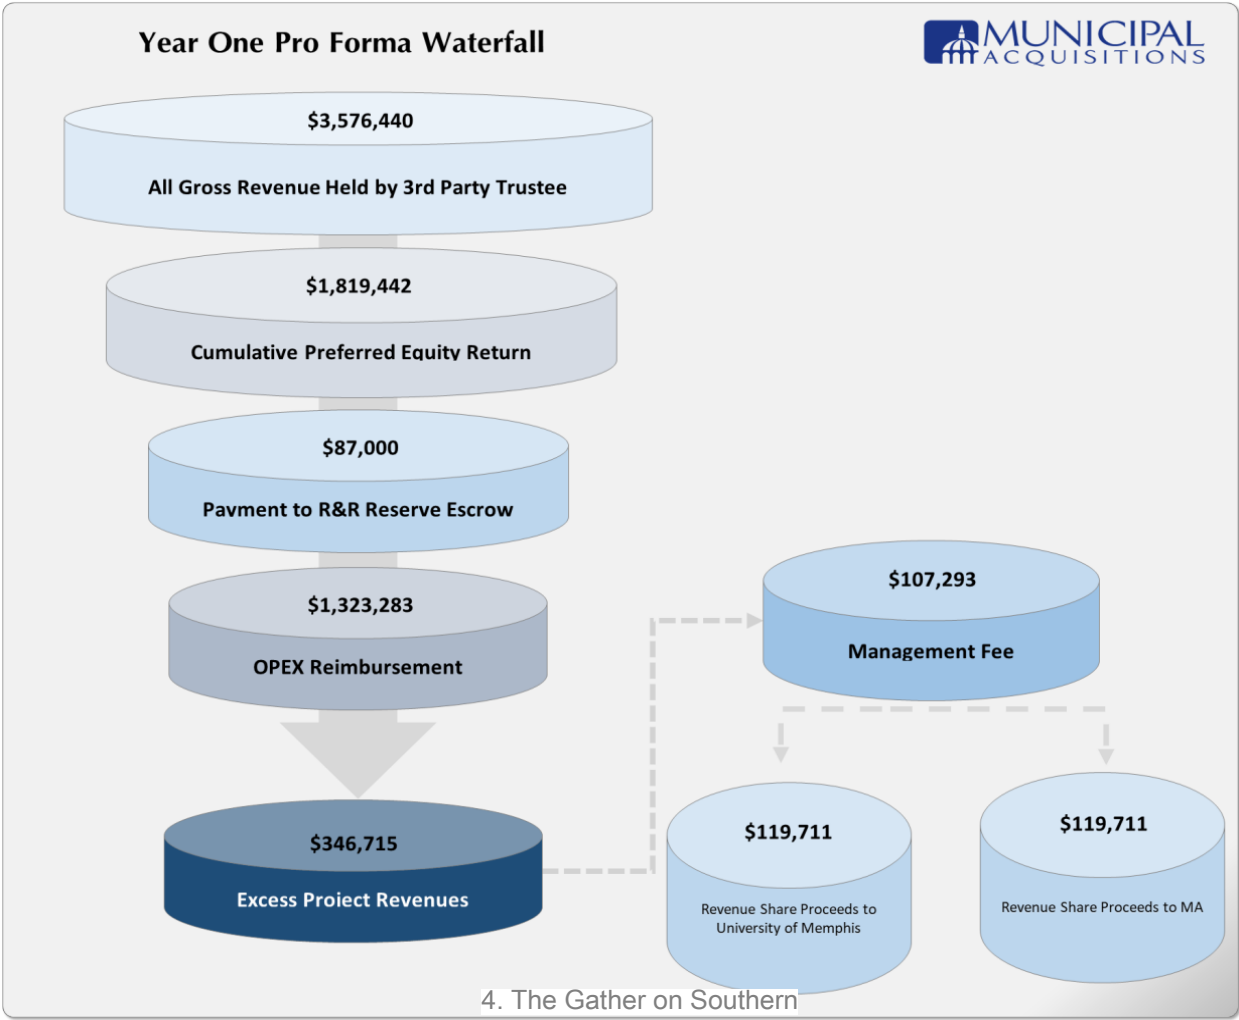 Year One Pro Forma Waterfall
MUNICIPAL
ACQUISITIONS
$3,576,440
All Gross Revenue Held by 3rd Party Trustee
$1,819,442
Cumulative Preferred Equity Return
$87,000
Payment to R&R Reserve Escrow
$1,323,283
OPEX Reimbursement
$346,715
Excess Project Revenues
$107,293
Management Fee
$119,711
Revenue Share Proceeds to
University of Memphis
$119,711
Revenue Share Proceeds to MA
4. The Gather on Southern